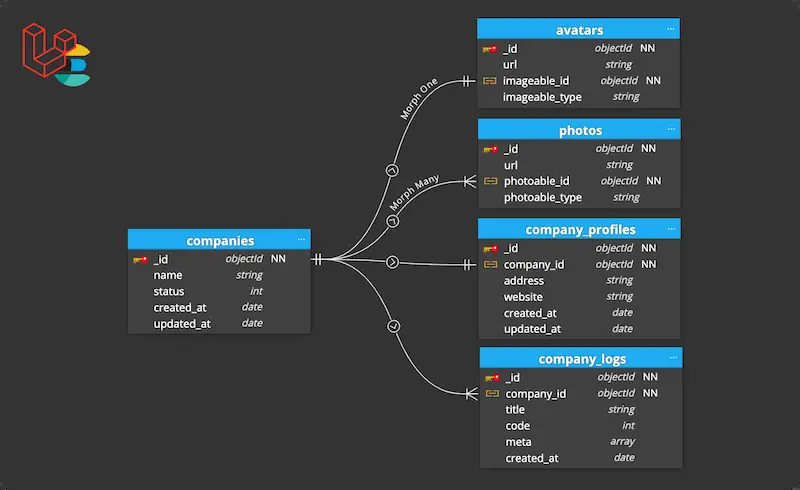 avatars ...
_id objectId NN
url string
imageable_id objectId NN
imageable_type string
Morph One
photos ...
_id objectId NN
url string
photoable_id objectId NN
photoable_type string
Morph Many
companies ...
_id objectId NN
name string
status int
created_at date
updated_at date
company_profiles ...
_id objectId NN
company_id objectId NN
address string
website string
created_at date
updated_at date
company_logs ...
_id objectId NN
company_id objectId NN
title string
code int
meta array
created_at date